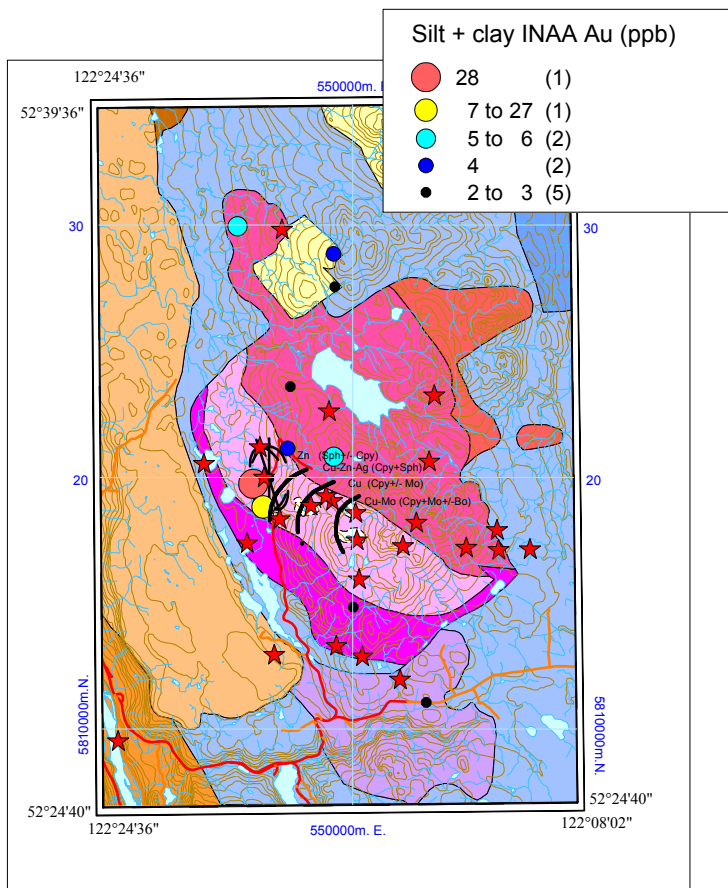 Silt + clay INAA Au (ppb)
28 (1)
7 to 27 (1)
5 to 6 (2)
4 (2)
2 to 3 (5)
122°24'36"
550000m. E
52°39'36"
30
30
Zn (Sph+/- Cpy)
Cu-Zn-Ag (Cpy+Sph)
20
20
Cu (Cpy+/- Mo)
Cu-Mo (Cpy+Mo+/-Bo)
5810000m.N.
5810000m.N.
52°24'40"
52°24'40"
122°24'36"
550000m. E.
122°08'02"